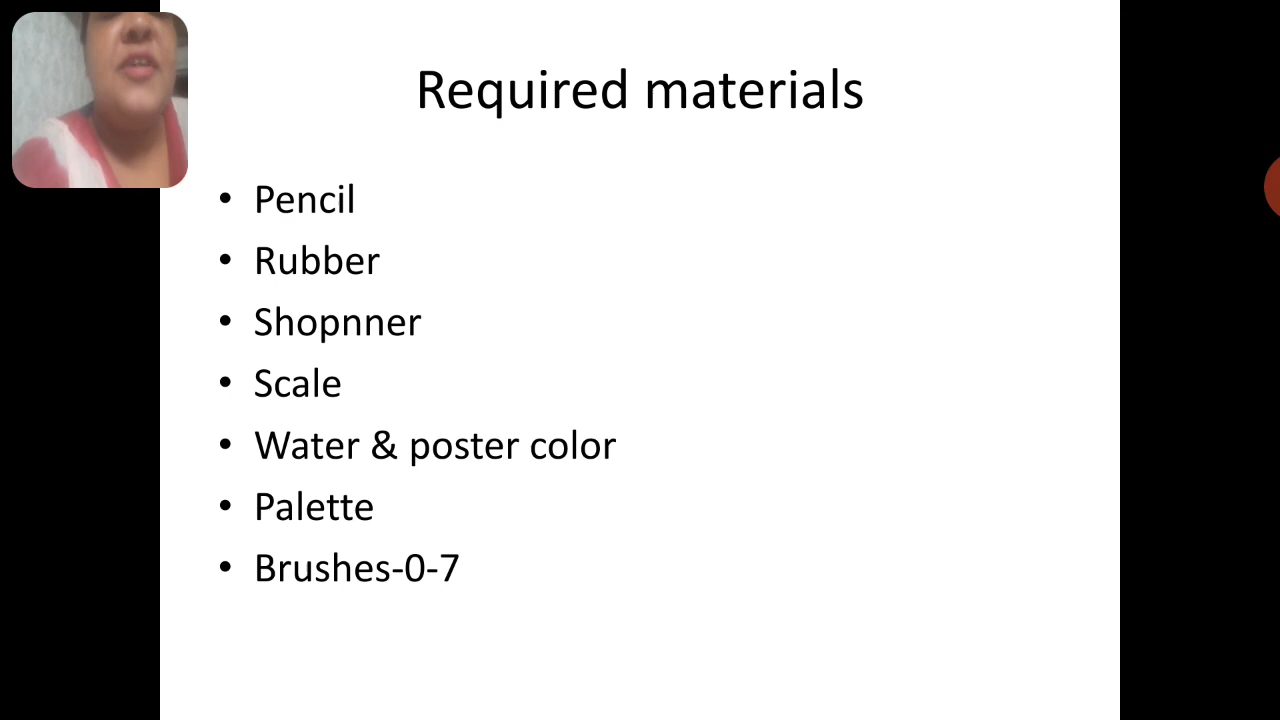 Required materials
• Pencil
• Rubber
• Shopnner
• Scale
• Water & poster color
• Palette
• Brushes-0-7